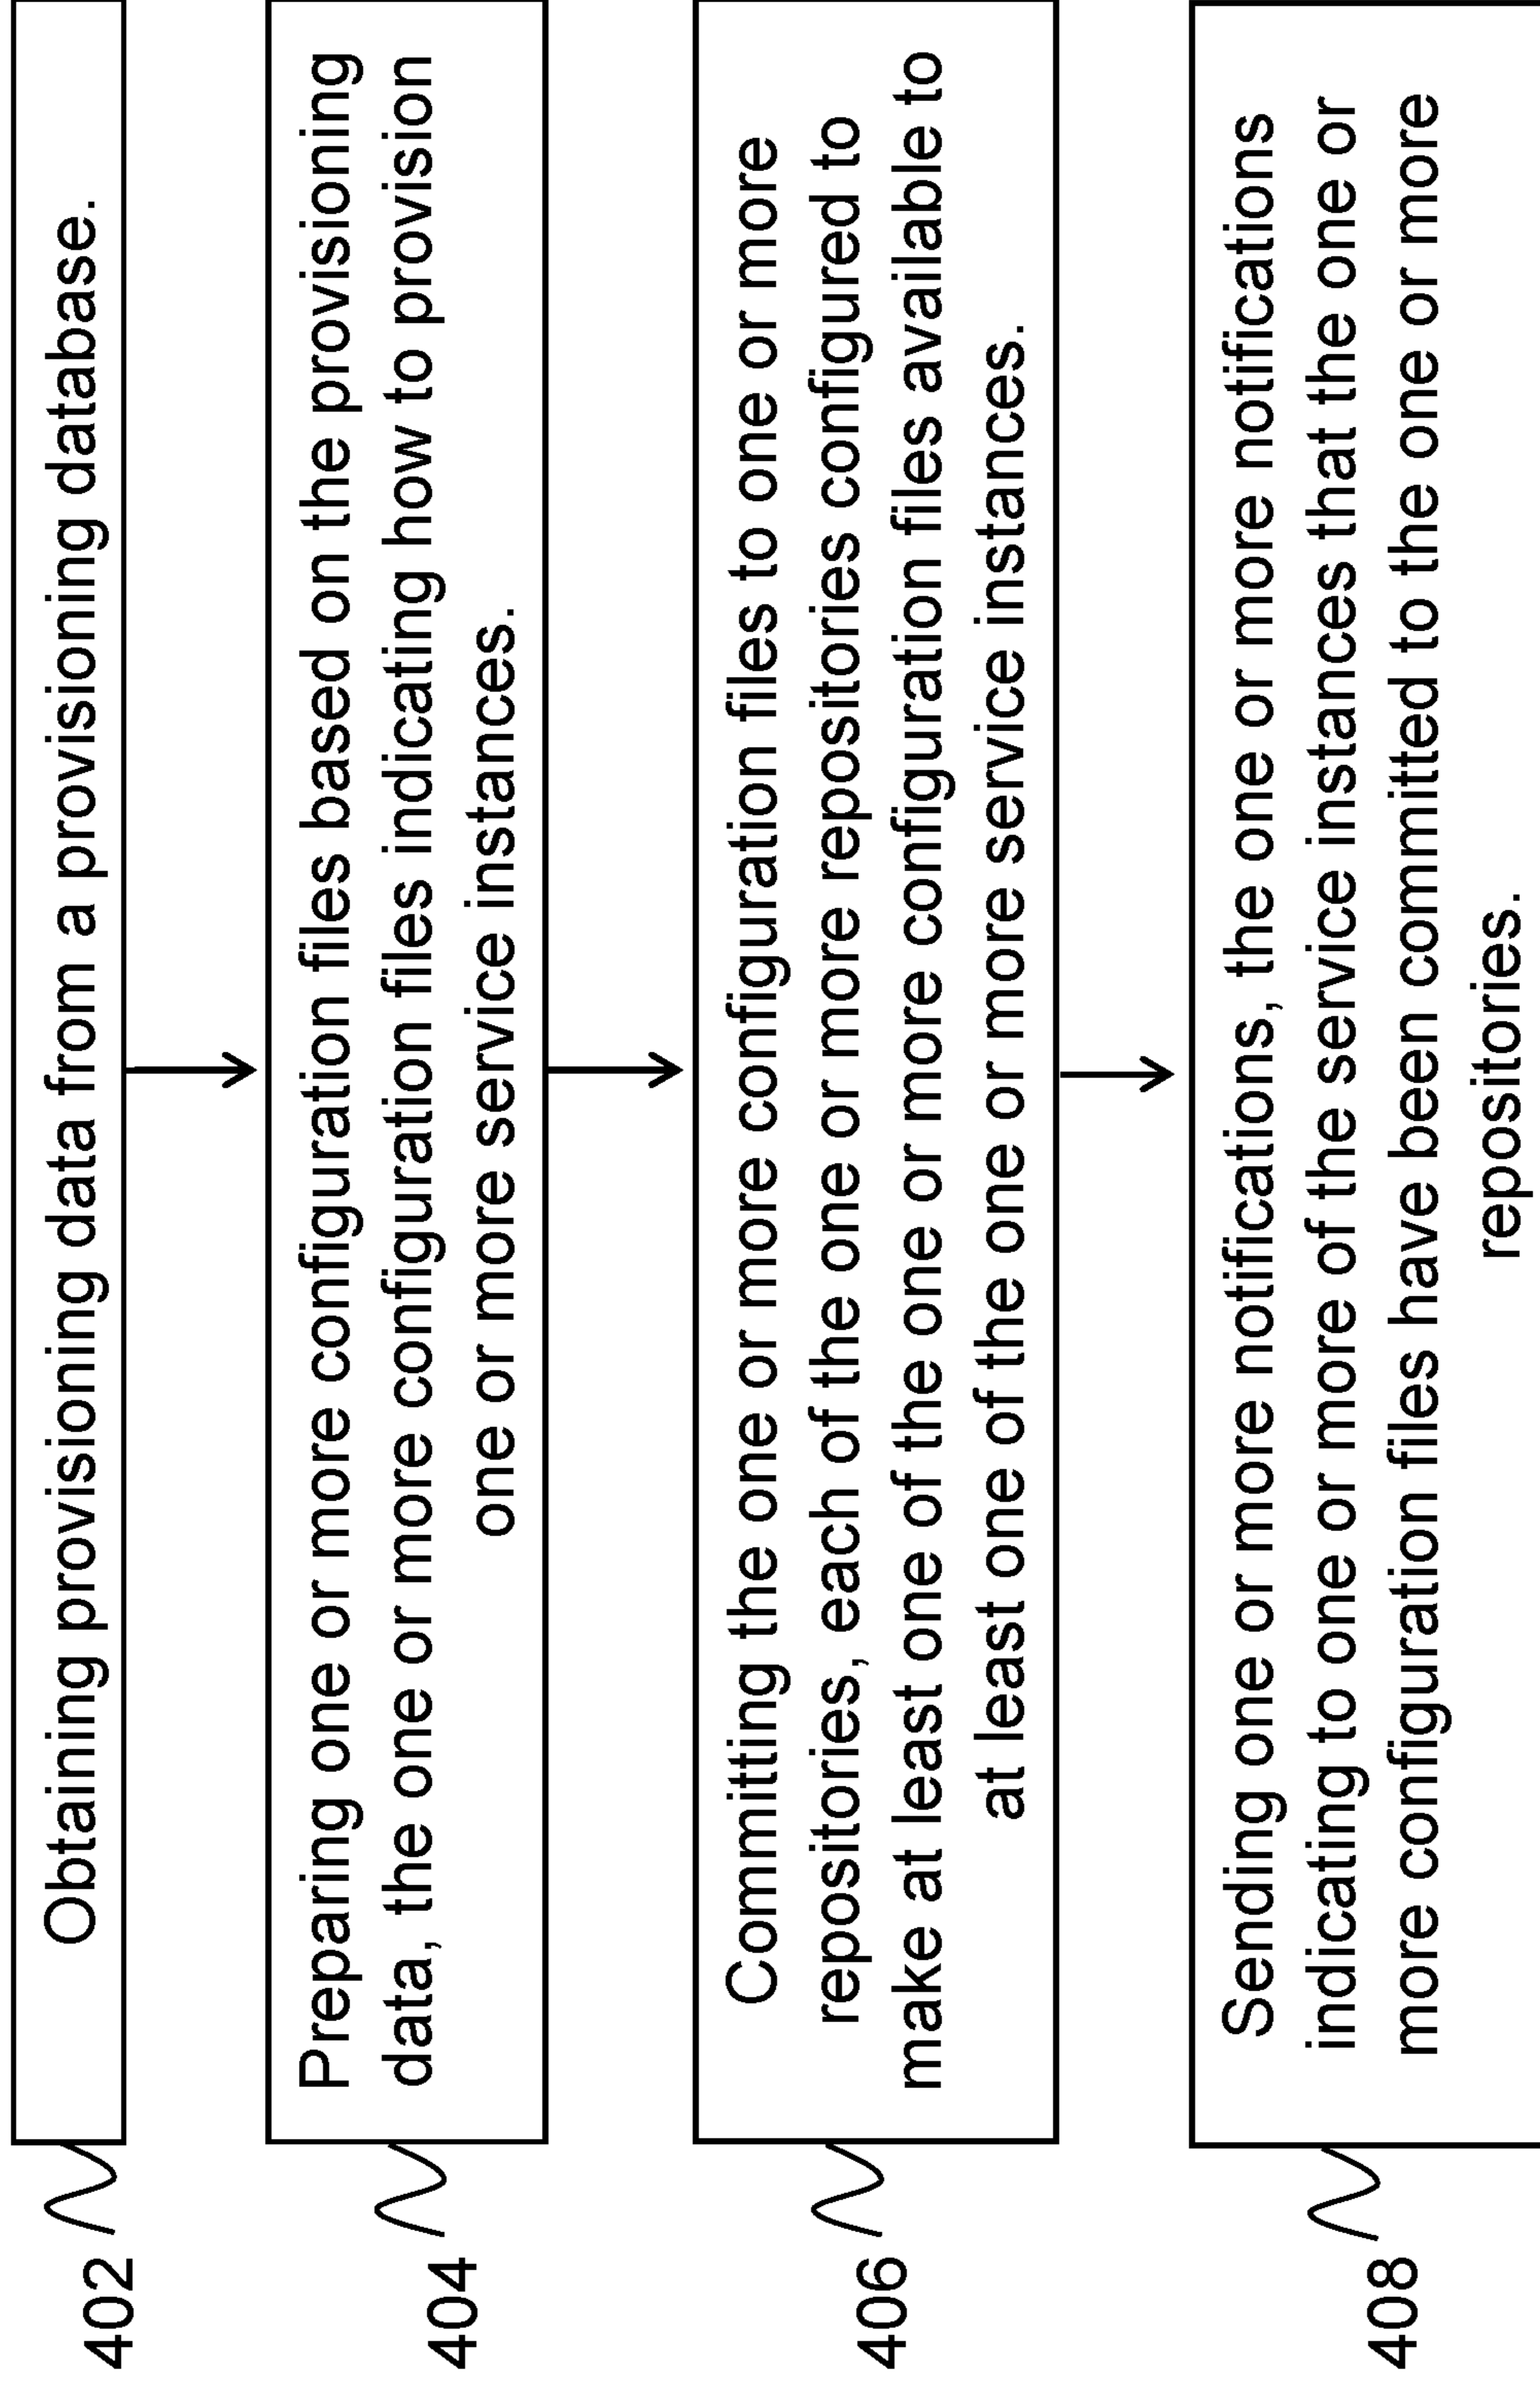 402
Obtaining provisioning data from a provisioning database.
404
Preparing one or more configuration files based on the provisioning
data, the one or more configuration files indicating how to provision
one or more service instances.
406
Committing the one or more configuration files to one or more
repositories, each of the one or more repositories configured to
make at least one of the one or more configuration files available to
at least one of the one or more service instances.
408
Sending one or more notifications, the one or more notifications
indicating to one or more of the service instances that the one or
more configuration files have been committed to the one or more
repositories.